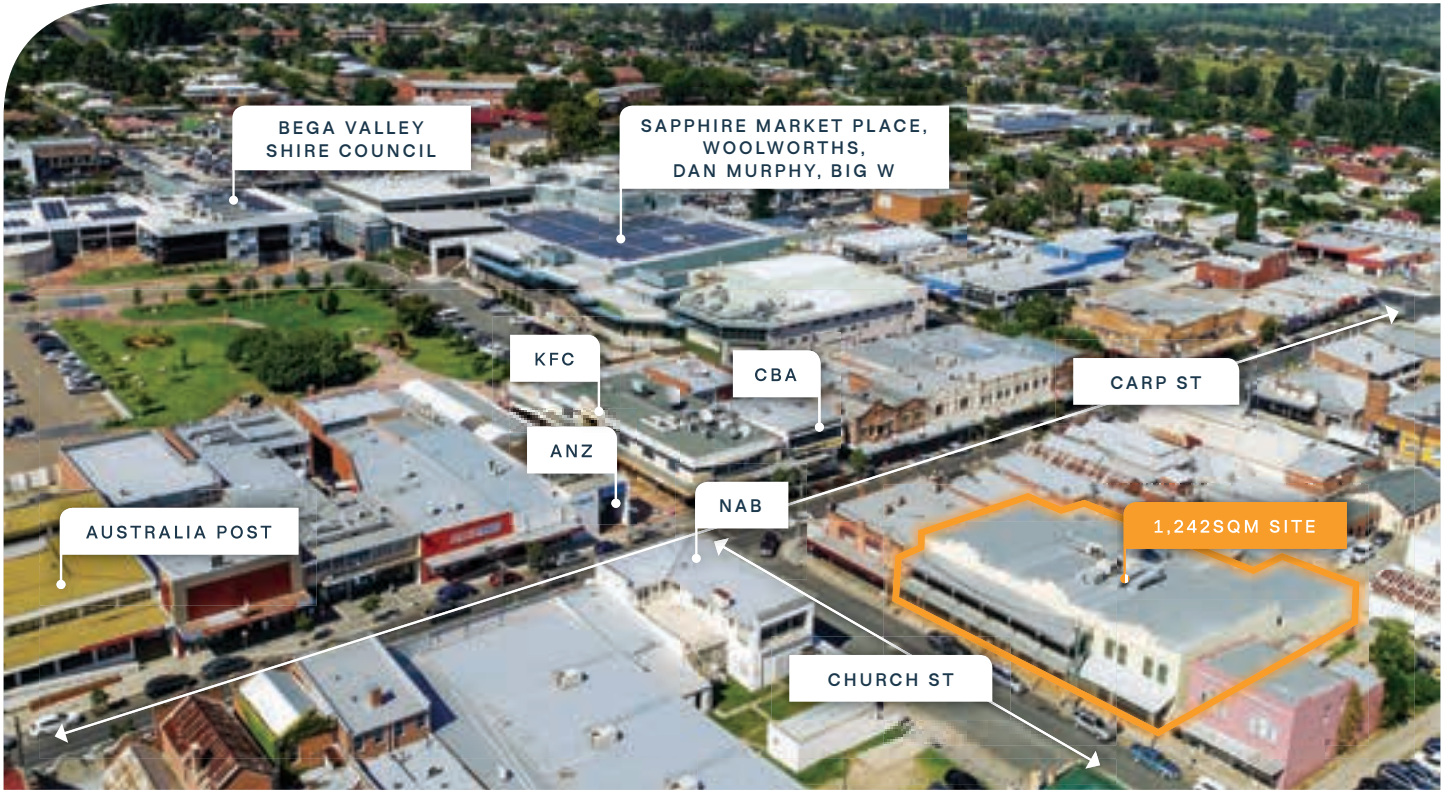 BEGA VALLEY
SHIRE COUNCIL
SAPPHIRE MARKET PLACE,
WOOLWORTHS,
DAN MURPHY, BIG W
KFC
CBA
CARP ST
ANZ
NAB
AUSTRALIA POST
1,242SQM SITE
CHURCH ST